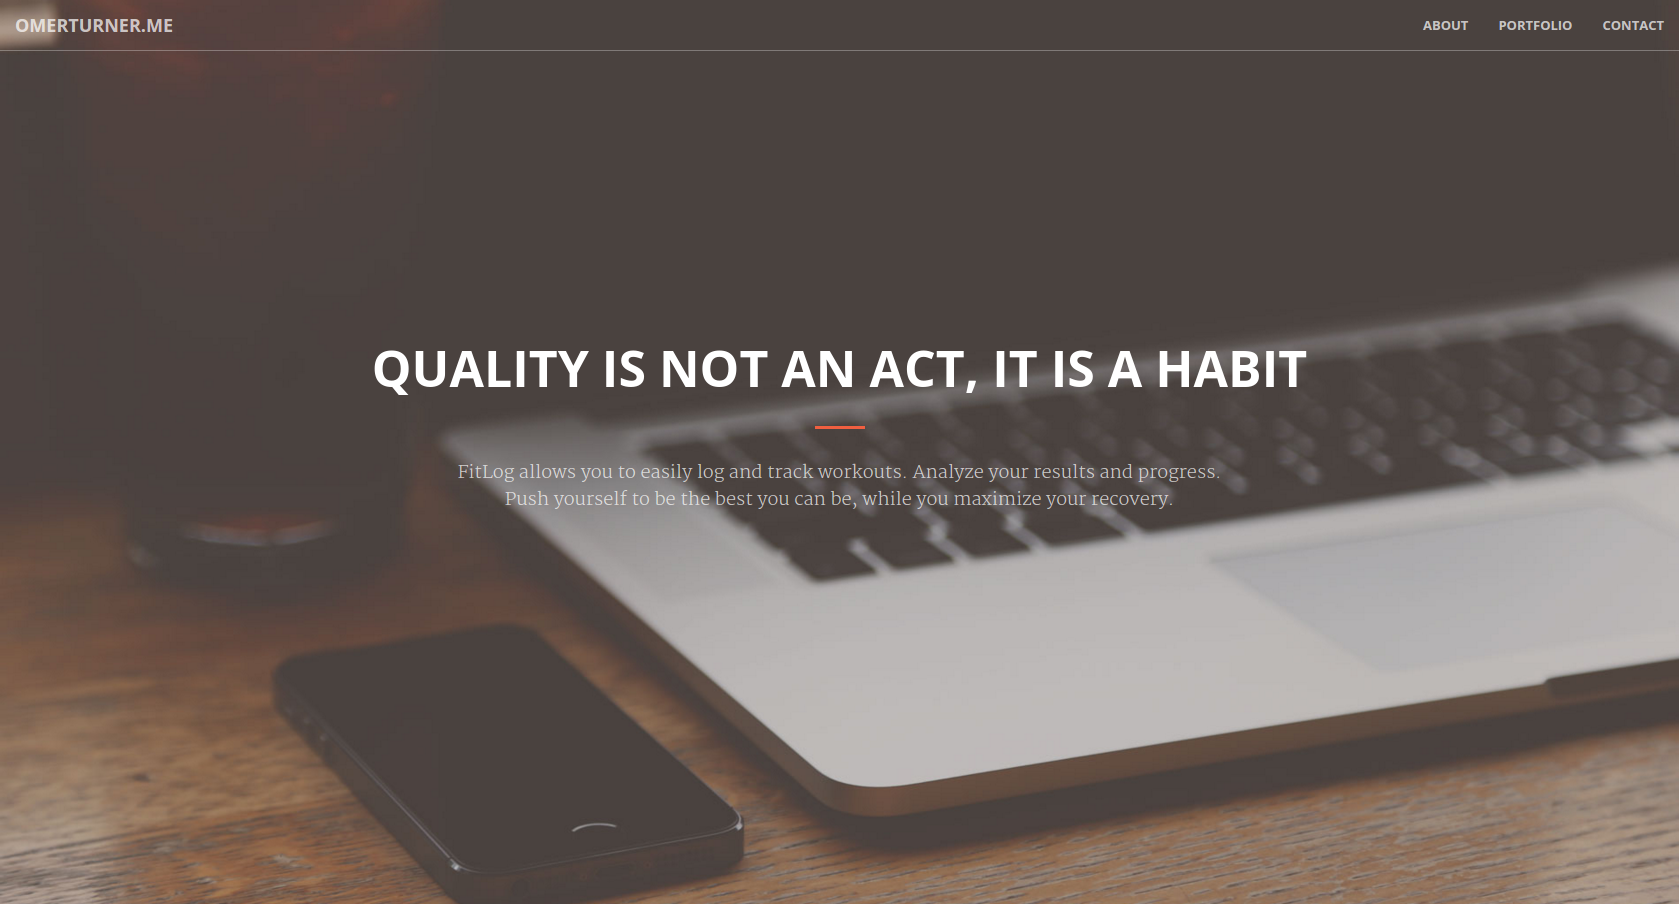 OMERTURNER.ME
ABOUT PORTFOLIO CONTACT
QUALITY IS NOT AN ACT, IT IS A HABIT
FitLog allows you to easily log and track workouts. Analyze your results and progress.
Push yourself to be the best you can be, while you maximize your recovery.